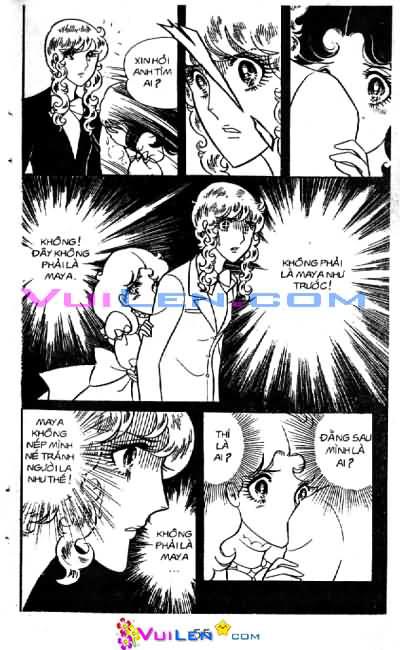 XIN HỎI
ANH TÌM
AI?
KHÔNG!
ĐÂY KHÔNG
PHẢI LÀ
MAYA.
KHÔNG PHẢI
LÀ MAYA NHƯ
TRƯỚC!
VUILEN.COM
MAYA
KHÔNG
NÉP MÌNH
NÉ TRÁNH
NGƯỜI LẠ
NHƯ THẾ!
KHÔNG
PHẢI LÀ
MAYA
...
THÌ
LÀ
AI?
ĐẰNG SAU
MÌNH LÀ
AI?
55
VUILEN.COM